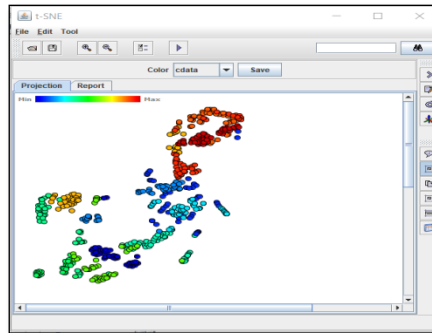 t-SNE
File Edit Tool
Color cdata Save
Projection Report
Min Max